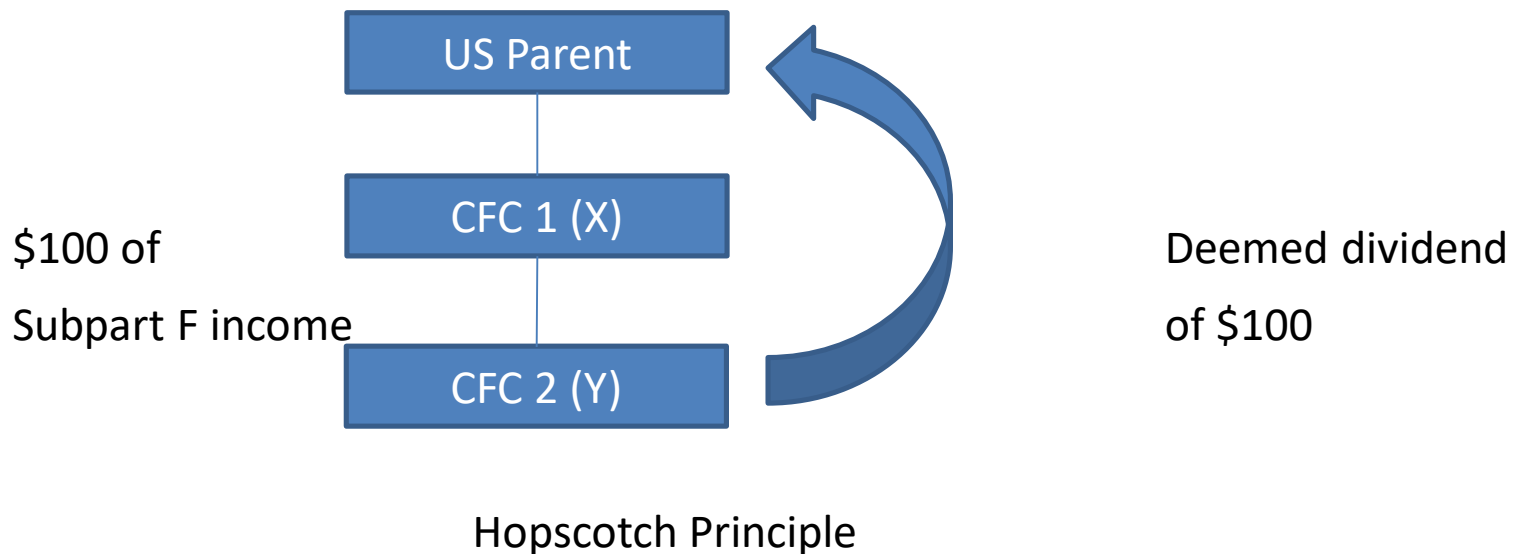 US Parent
CFC 1 (X)
$100 of
Subpart F income
Deemed dividend
of $100
CFC 2 (Y)
Hopscotch Principle